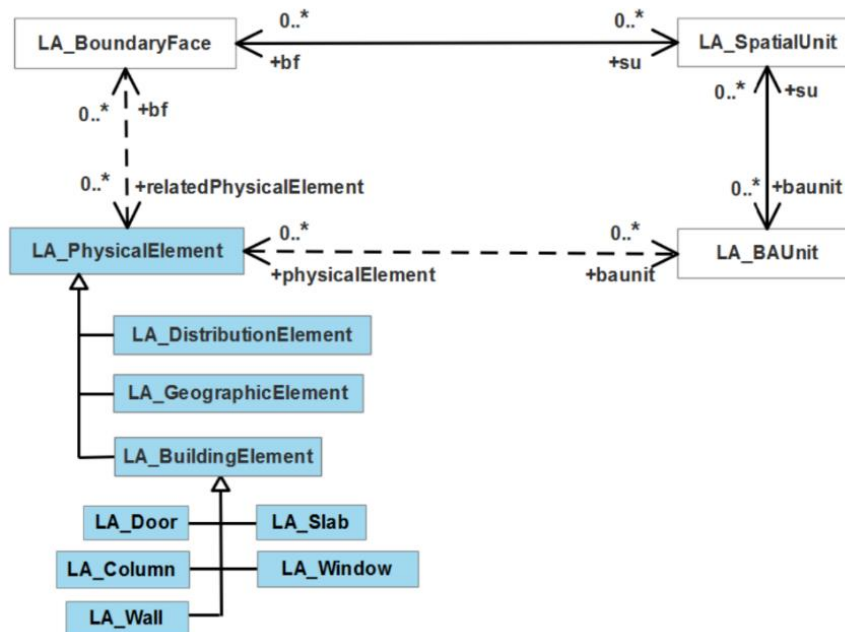 0..* 0..*
LA_BoundaryFace LA_SpatialUnit
+bf +su
0..* +bf 0..* +su
0..* +relatedPhysicalElement 0..* +baunit
0..* 0..*
LA_PhysicalElement LA_BAUnit
+physicalElement +baunit
LA_DistributionElement
LA_GeographicElement
LA_BuildingElement
LA_Door LA_Slab
LA_Column LA_Window
LA_Wall